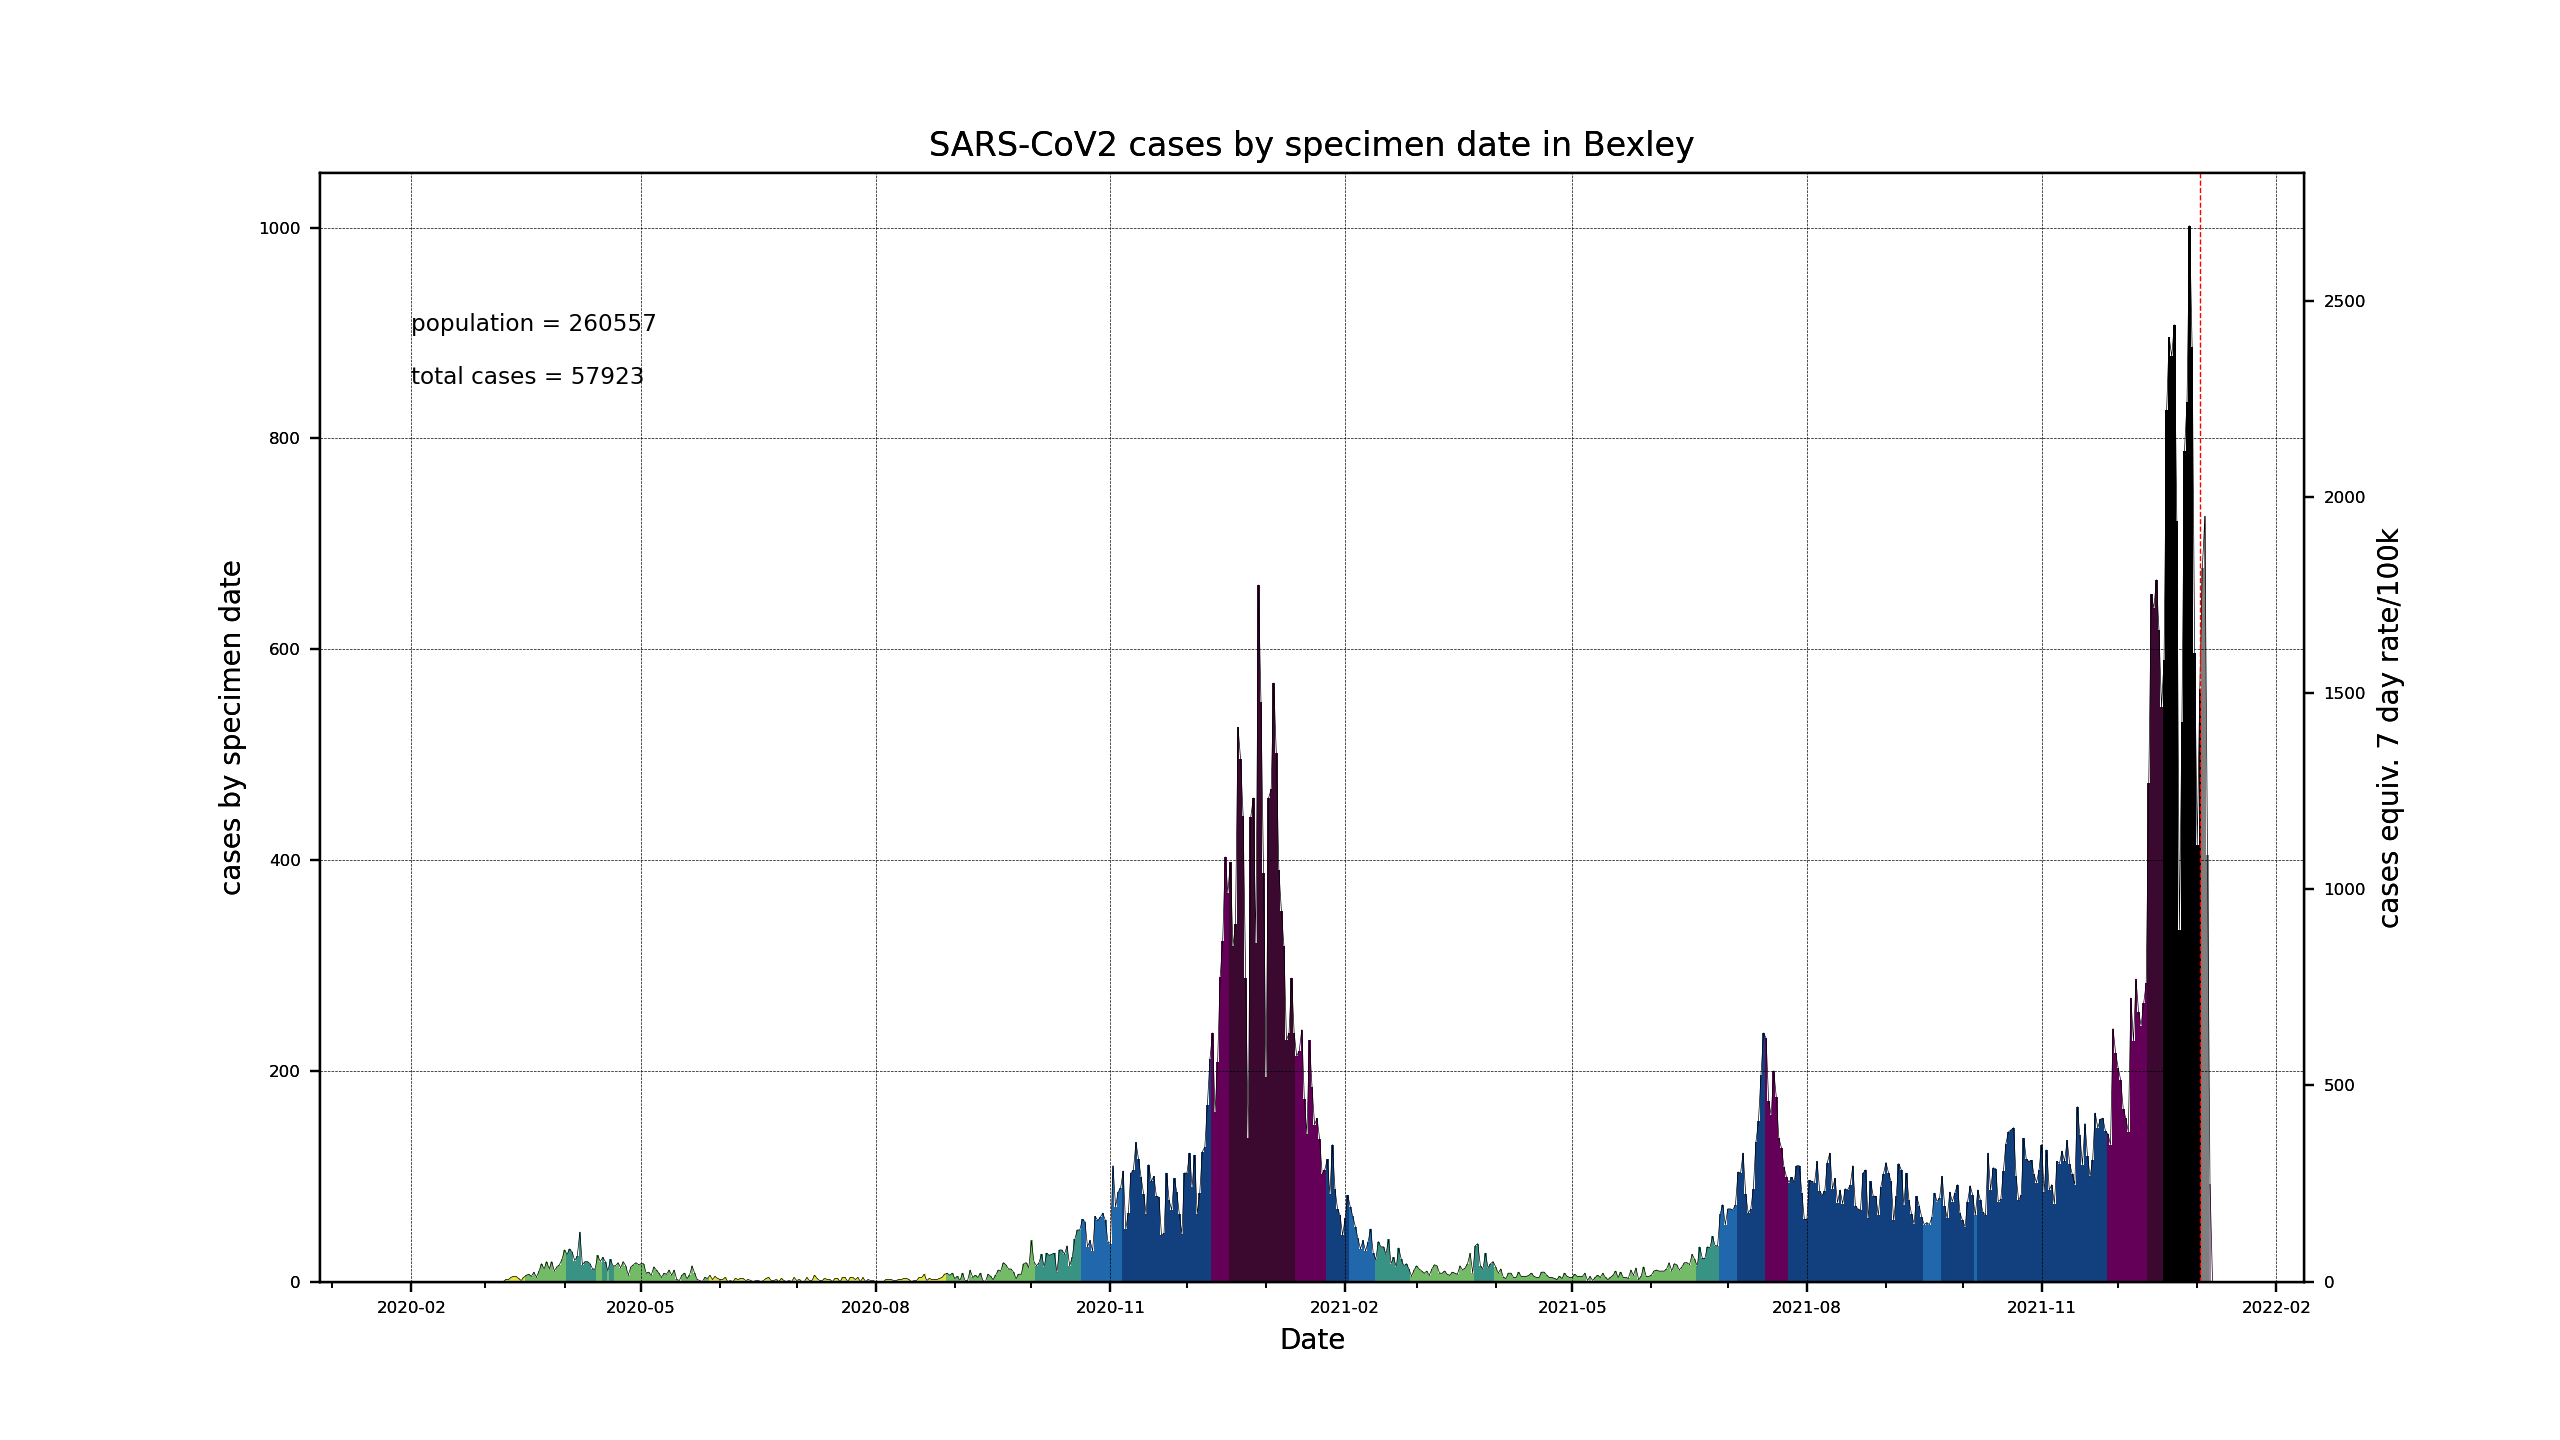 SARS-CoV2 cases by specimen date in Bexley
population = 260557
total cases = 57923
cases by specimen date
1000
800
600
400
200
0
2500
2000
1500
1000
500
0
cases equiv. 7 day rate/100k
2020-02 2020-05 2020-08 2020-11 2021-02 2021-05 2021-08 2021-11 2022-02
Date